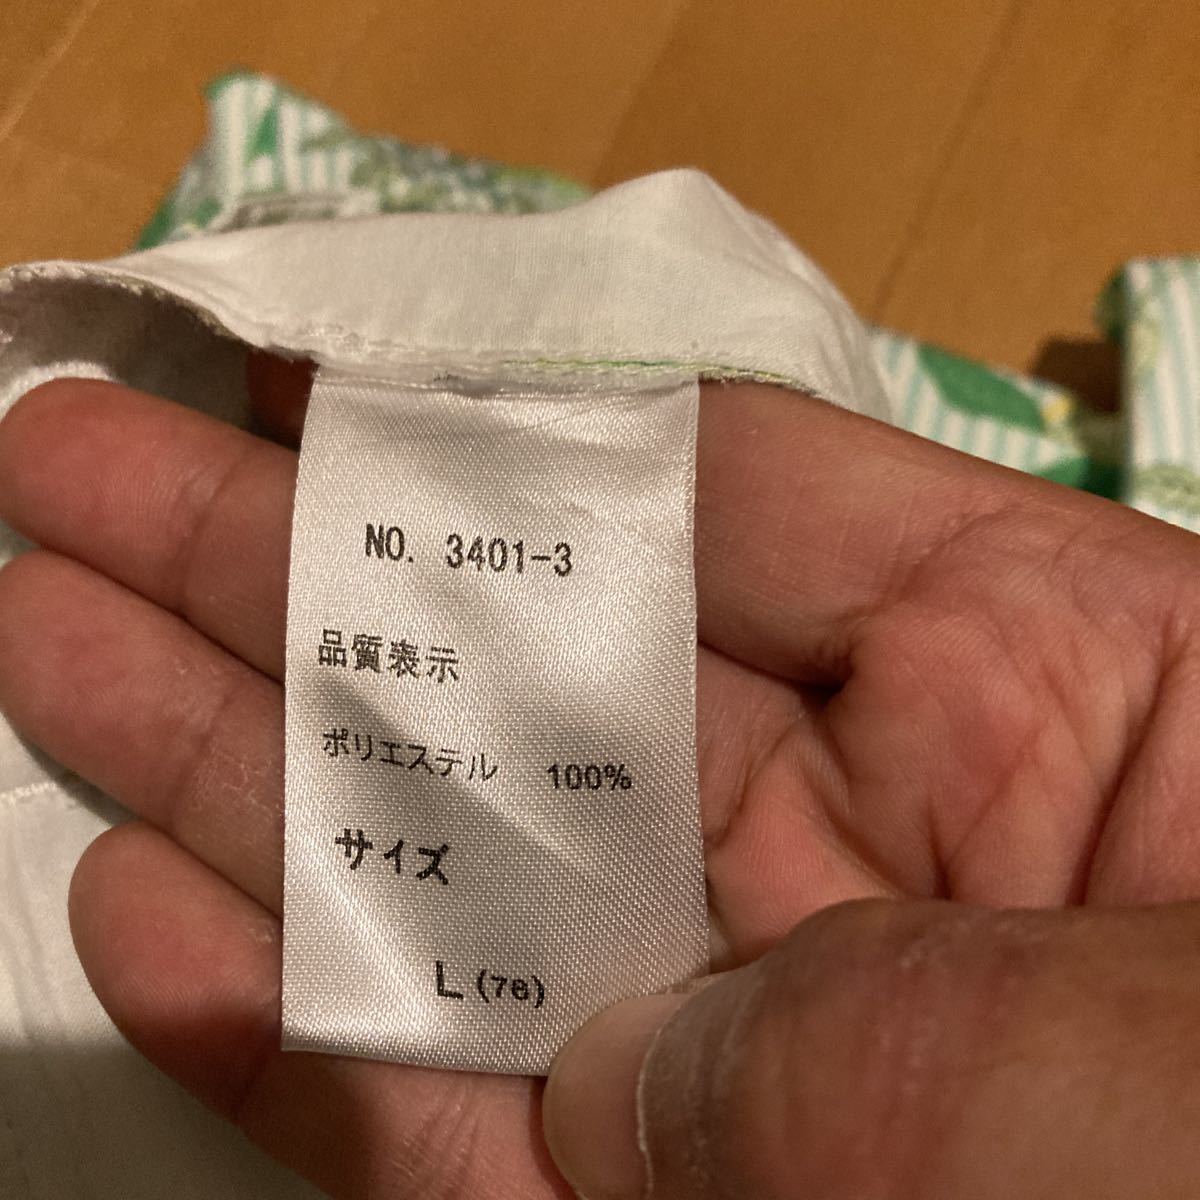 NO. 3401-3
品質表示
ポリエステル 100%
サイズ
L (76)